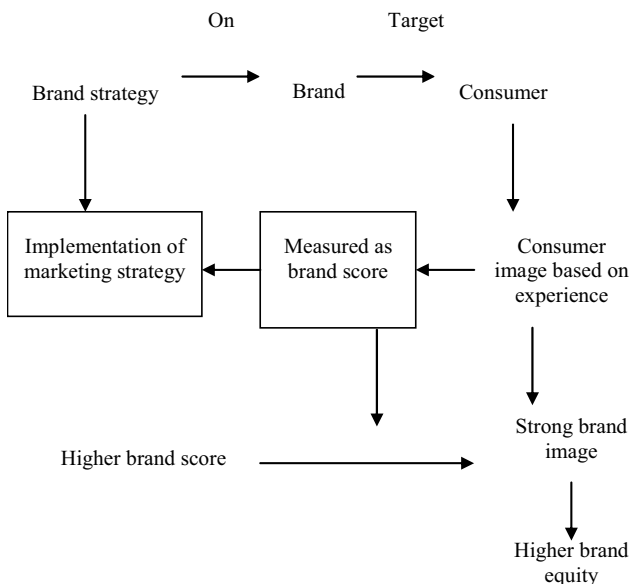 On
Target
Brand strategy
Brand
Consumer
Implementation of
marketing strategy
Measured as
brand score
Consumer
image based on
experience
Higher brand score
Strong brand
image
Higher brand
equity